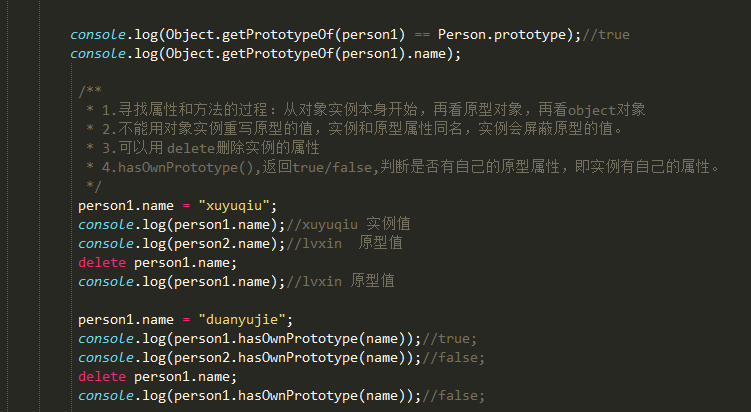 console.log(Object.getPrototypeOf(person1) == Person.prototype);//true
console.log(Object.getPrototypeOf(person1).name);
/**
* 1.寻找属性和方法的过程：从对象实例本身开始，再看原型对象，再看object对象
* 2.不能用对象实例重写原型的值，实例和原型属性同名，实例会屏蔽原型的值。
* 3.可以用 delete删除实例的属性
* 4.hasOwnPrototype(),返回true/false,判断是否有自己的原型属性，即实例有自己的属性。
*/
person1.name = "xuyuqiu";
console.log(person1.name);//xuyuqiu 实例值
console.log(person2.name);//lvxin  原型值
delete person1.name;
console.log(person1.name);//lvxin 原型值
person1.name = "duanyujie";
console.log(person1.hasOwnPrototype(name));//true;
console.log(person2.hasOwnPrototype(name));//false;
delete person1.name;
console.log(person1.hasOwnPrototype(name));//false;